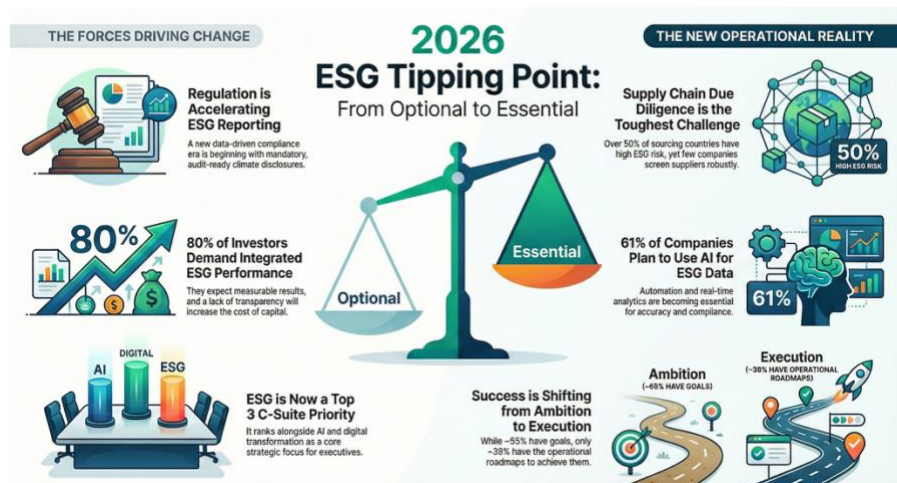 THE FORCES DRIVING CHANGE
2026
ESG Tipping Point:
From Optional to Essential
THE NEW OPERATIONAL REALITY
Regulation is
Accelerating
ESG Reporting
A new data-driven compliance
era is beginning with mandatory,
audit-ready climate disclosures.
80%
80% of Investors
Demand Integrated
ESG Performance
They expect measurable results,
and a lack of transparency will
increase the cost of capital.
AI
DIGITAL
ESG
ESG is Now a Top
3 C-Suite Priority
It ranks alongside AI and digital
transformation as a core
strategic focus for executives.
Optional
Essential
Supply Chain Due
Diligence is the
Toughest Challenge
Over 50% of sourcing countries have
high ESG risk, yet few companies
screen suppliers robustly.
50%
HIGH ESG RISK
61% of Companies
Plan to Use AI for
ESG Data
Automation and real-time
analytics are becoming essential
for accuracy and compliance.
61%
Success is Shifting
from Ambition
to Execution
While ~55% have goals, only
~38% have the operational
roadmaps to achieve them.
Ambition
HAVE GOALS)
Execution
HAVE OPERATIONAL
ROADMAPS)